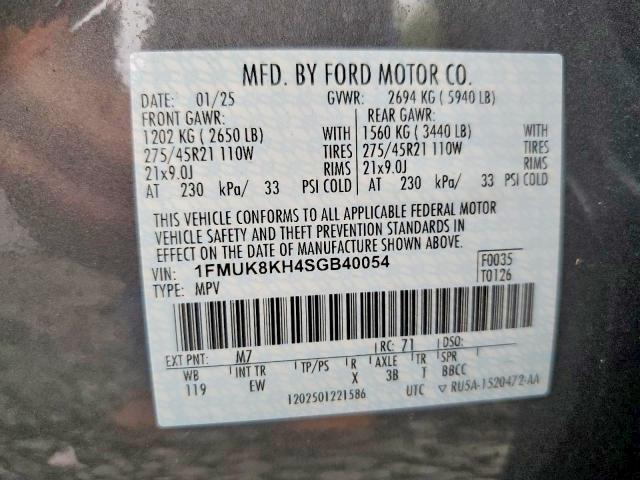 MFD. BY FORD MOTOR CO.
DATE: 01/25 GVWR: 2694 KG ( 5940 LB)
FRONT GAWR: REAR GAWR:
1202 KG ( 2650 LB) WITH 1560 KG ( 3440 LB) WITH
275/45R21 110W TIRES 275/45R21 110W TIRES
21x9.0J RIMS 21x9.0J RIMS
AT 230 kPa/ 33 PSI COLD AT 230 kPa/ 33 PSI COLD
THIS VEHICLE CONFORMS TO ALL APPLICABLE FEDERAL MOTOR
VEHICLE SAFETY AND THEFT PREVENTION STANDARDS IN
EFFECT ON THE DATE OF MANUFACTURE SHOWN ABOVE.
VIN: 1FMUK8KH4SGB40054 F0035
TYPE: MPV T0126
EXT PNT: M7 RC: 71 DSO:
WB INT TR TP/PS R AXLE TR SPR
119 EW X 3B T BBCC
1202501221586 UTC ▽ RU5A-1520472-AA